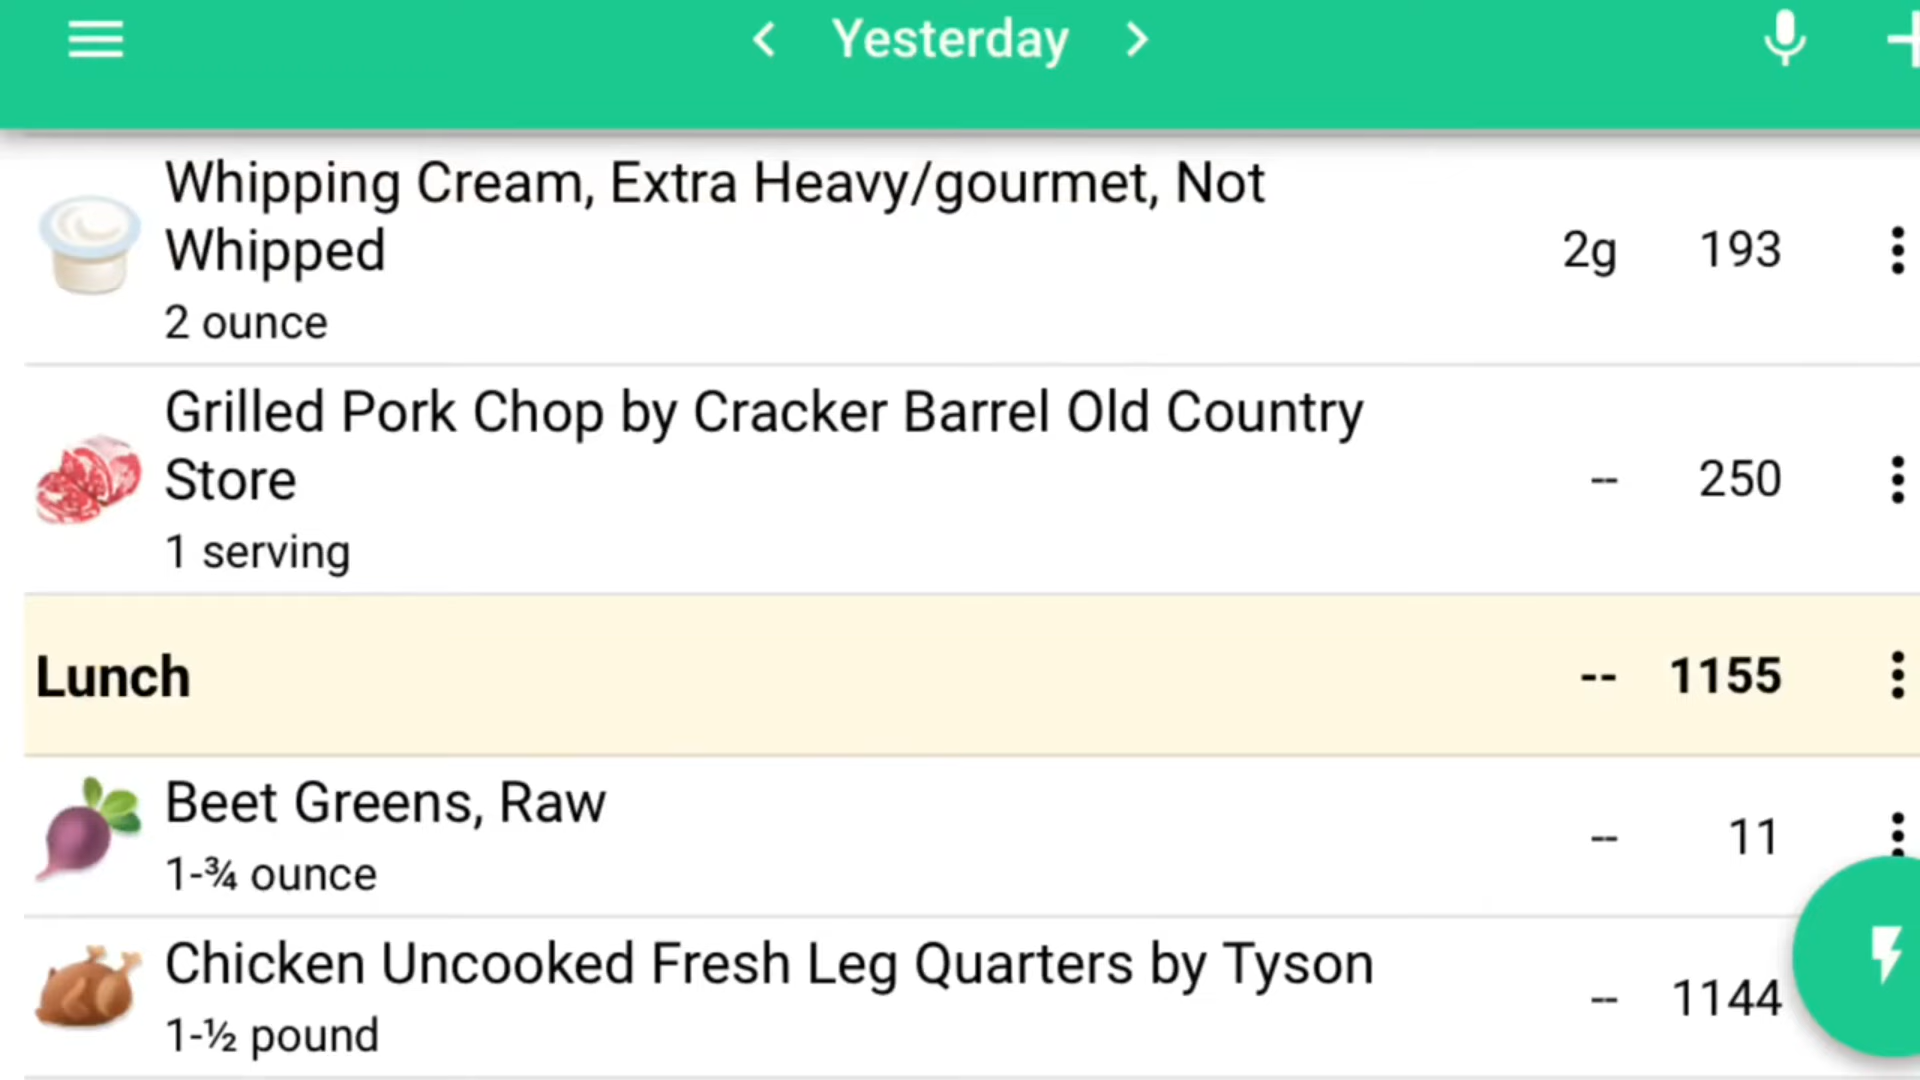 Yesterday
Whipping Cream, Extra Heavy/gourmet, Not
Whipped
2g 193
2 ounce
Grilled Pork Chop by Cracker Barrel Old Country
Store
-- 250
1 serving
Lunch -- 1155
Beet Greens, Raw
-- 11
1-¾ ounce
Chicken Uncooked Fresh Leg Quarters by Tyson
-- 1144
1-½ pound